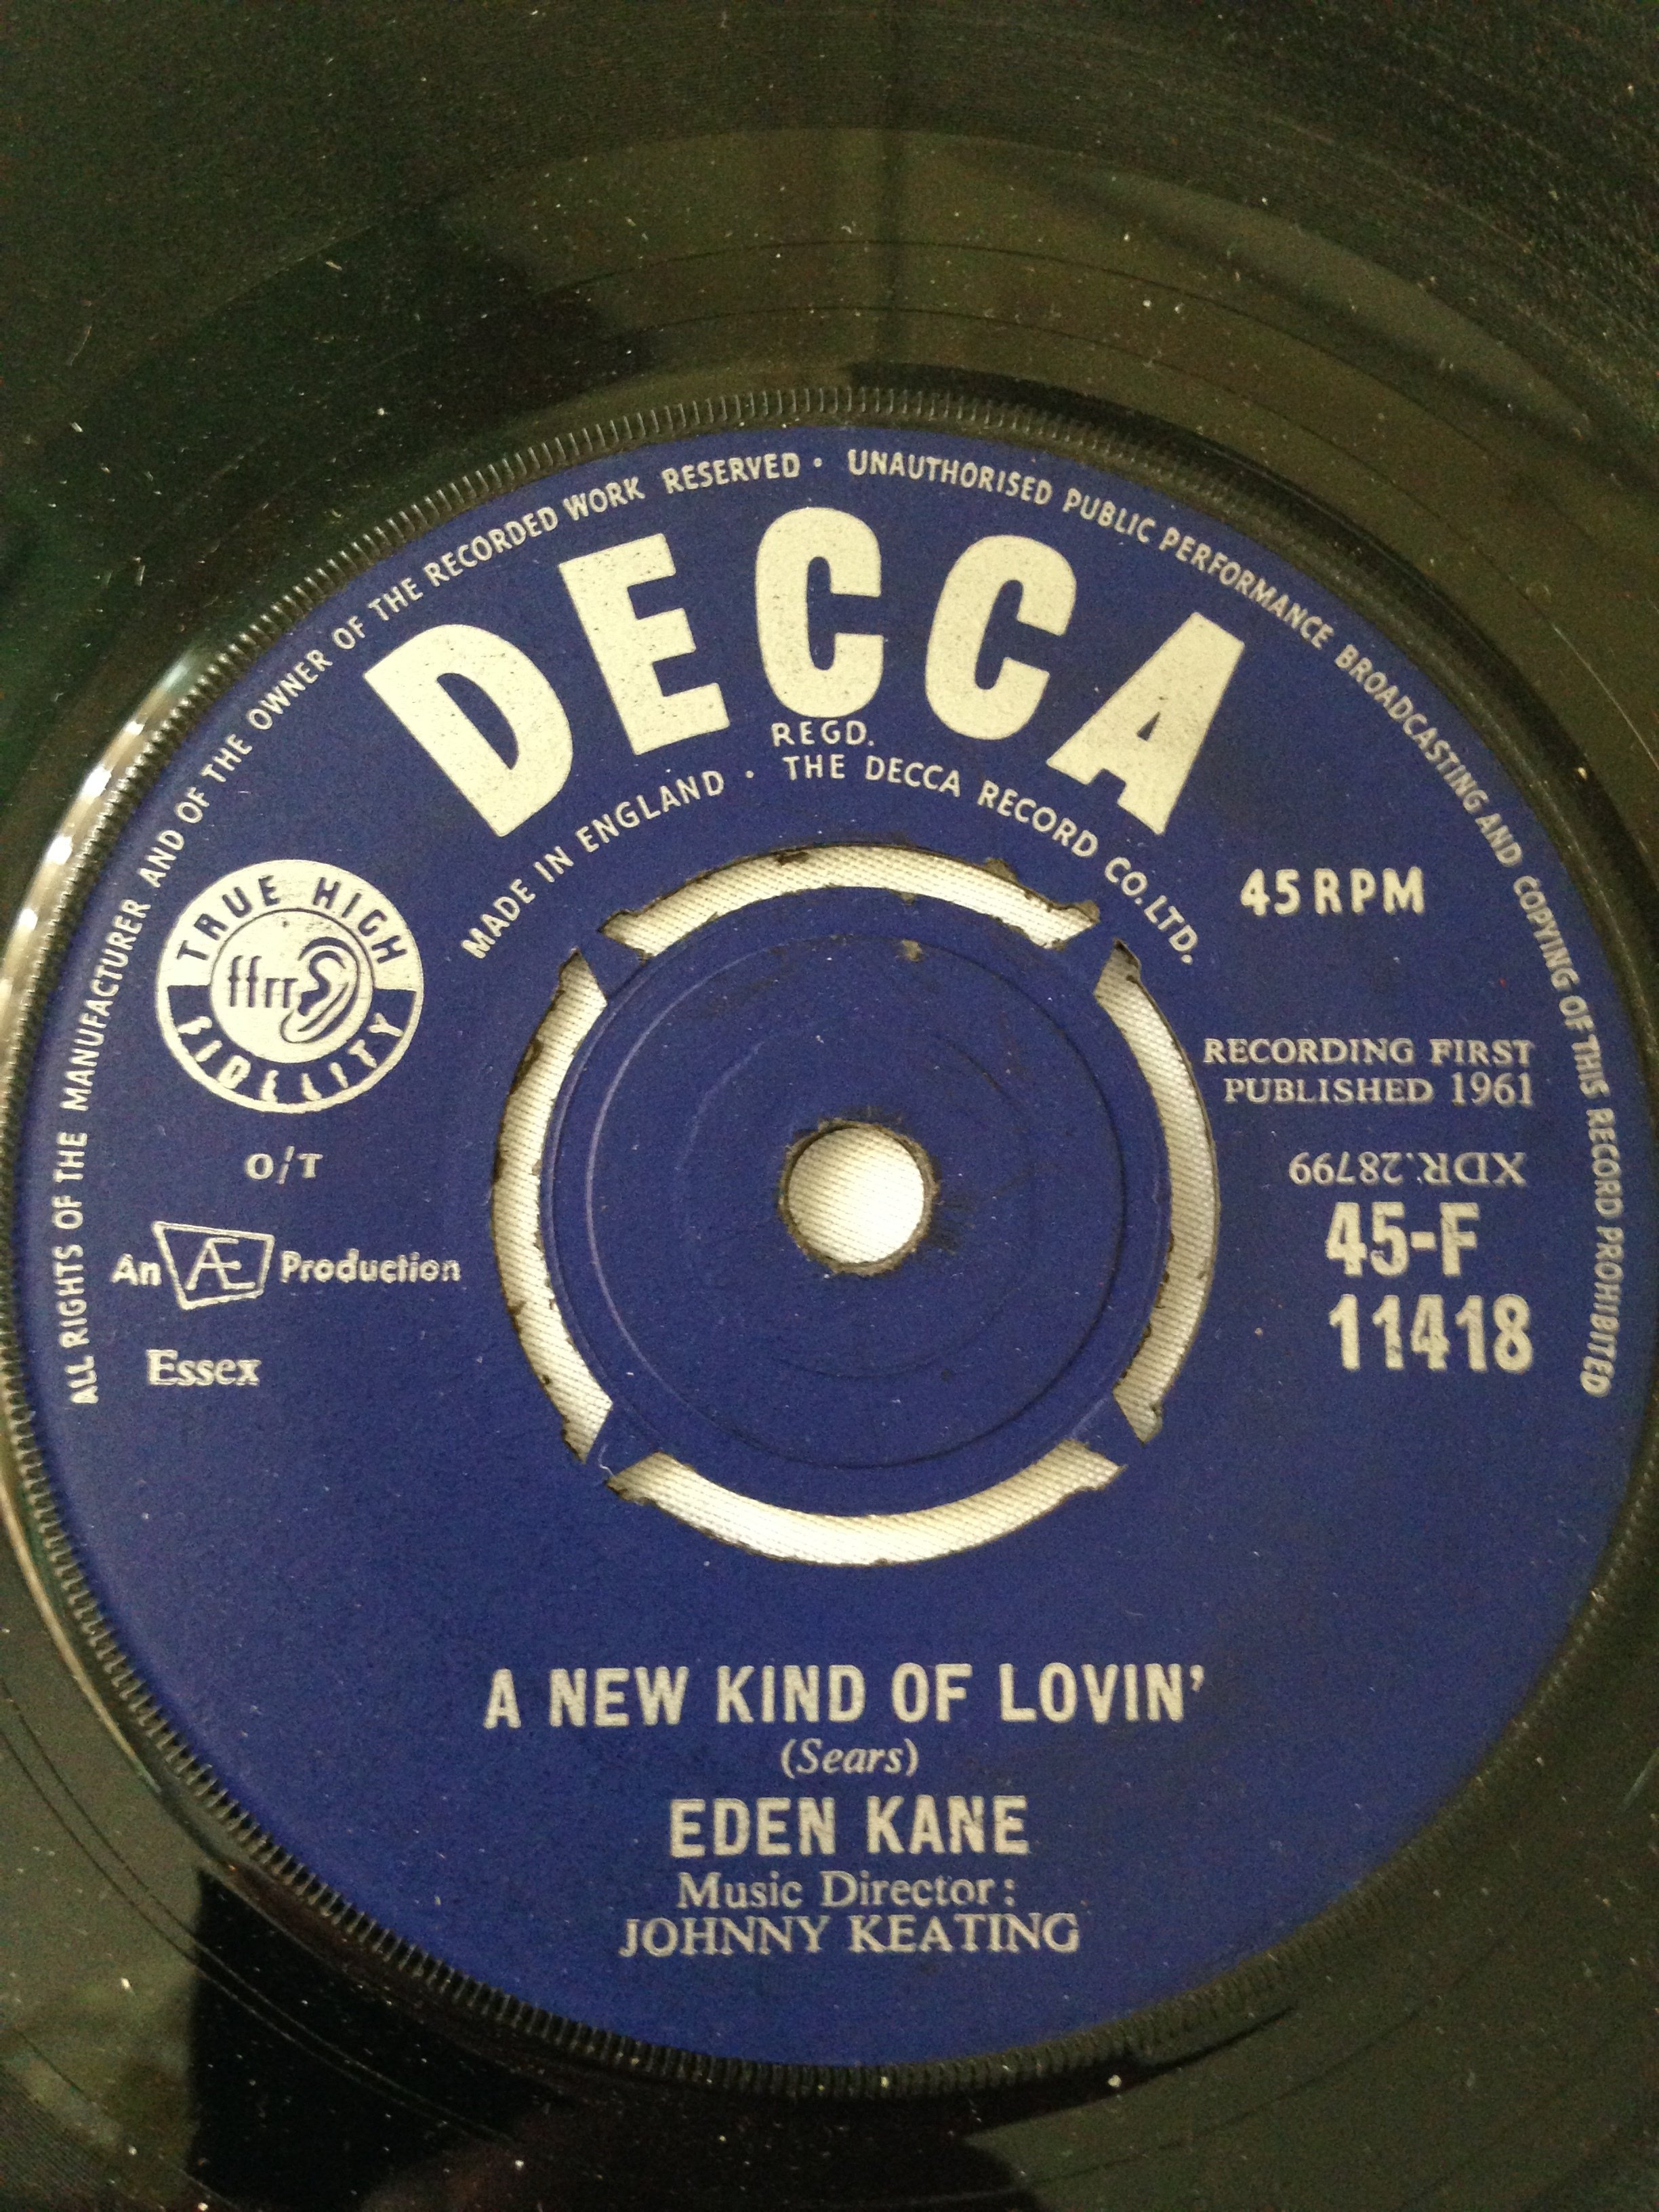 ALL RIGHTS OF THE MANUFACTURER AND OF THE OWNER OF THE RECORDED WORK RESERVED · UNAUTHORISED PUBLIC PERFORMANCE BROADCASTING AND COPYING OF THIS RECORD PROHIBITED
DECCA
REGD.
MADE IN ENGLAND · THE DECCA RECORD CO. LTD.
TRUE HIGH
ffrr
FIDELITY
45 RPM
RECORDING FIRST
PUBLISHED 1961
O/T
XDR.28799
45-F
11418
An AE Production
Essex
A NEW KIND OF LOVIN’
(Sears)
EDEN KANE
Music Director:
JOHNNY KEATING